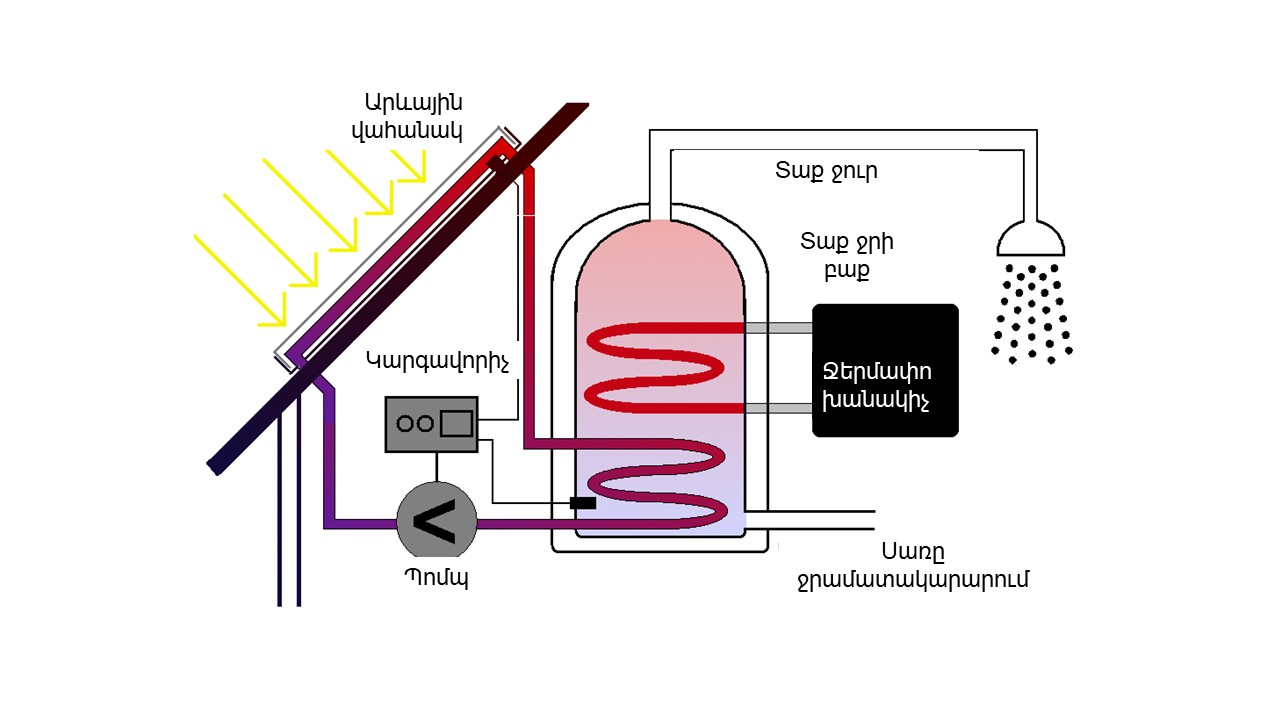 Արևային
վահանակ
Տաք ջուր
Տաք ջրի
բաք
Կարգավորիչ
Ջերմափո
խանակիչ
Պոմպ
Սառը
ջրամատակարարում